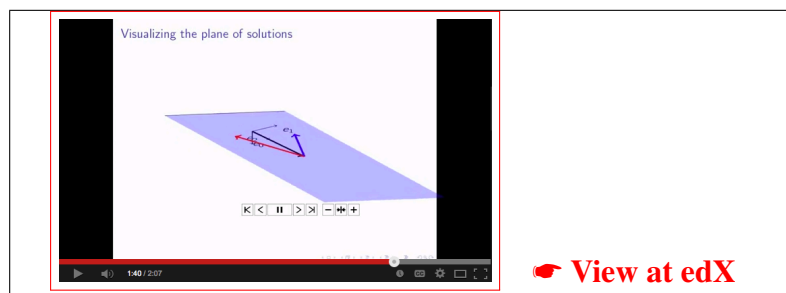 Visualizing the plane of solutions
e₁
1:40 / 2:07
☛ View at edX